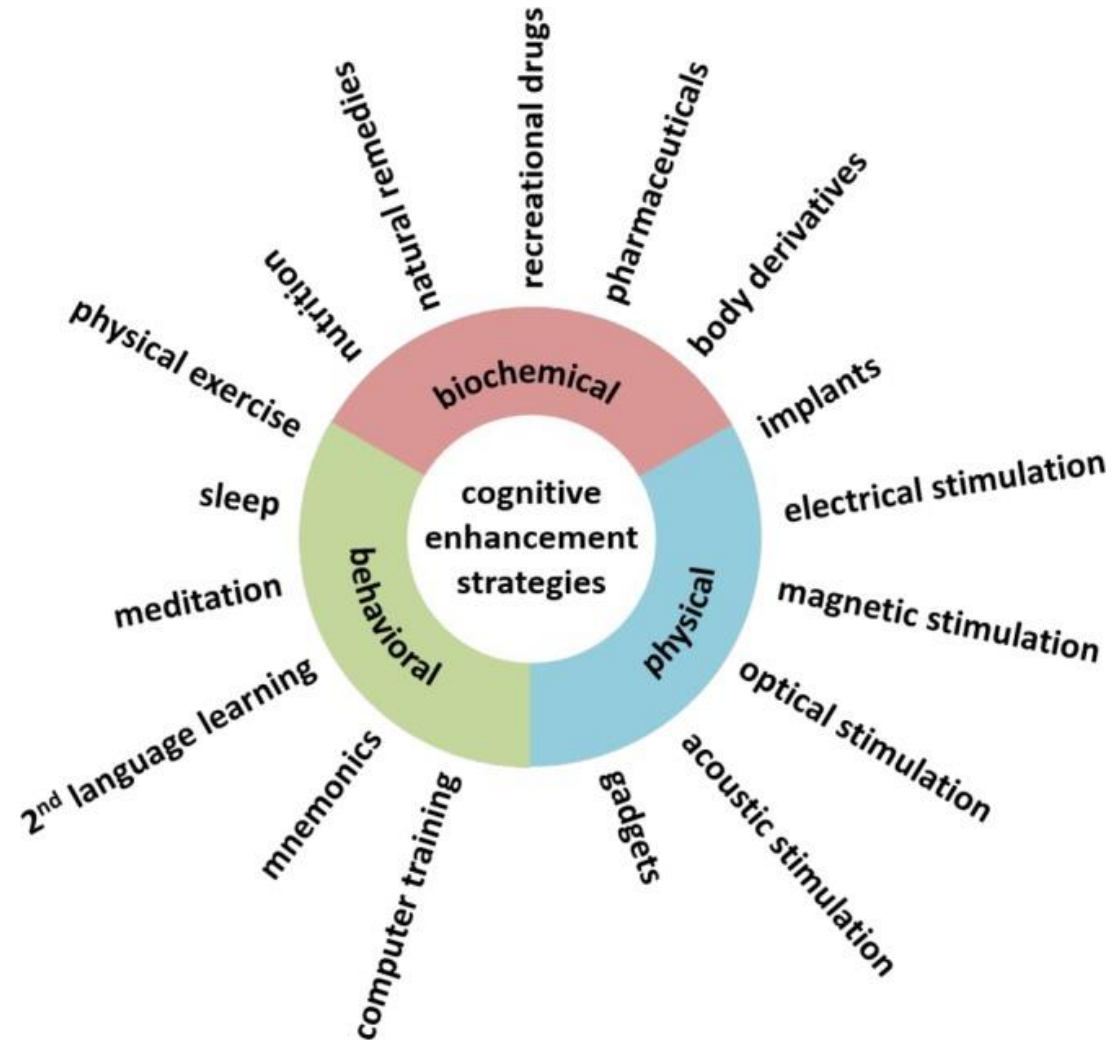 cognitive
enhancement
strategies
biochemical
nutrition
natural remedies
recreational drugs
pharmaceuticals
body derivatives
physical
implants
electrical stimulation
magnetic stimulation
optical stimulation
acoustic stimulation
gadgets
behavioral
computer training
mnemonics
2nd language learning
meditation
sleep
physical exercise